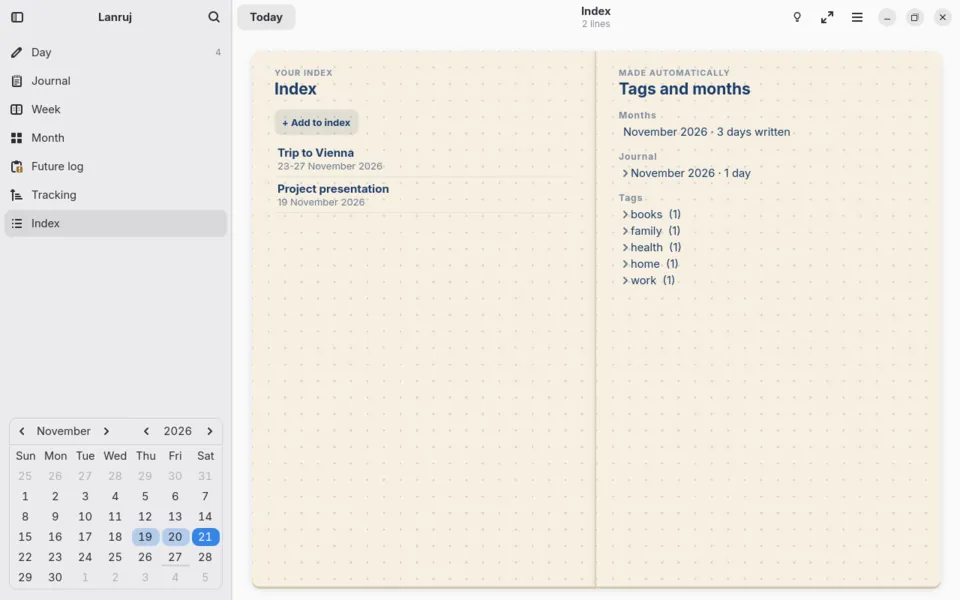 Lanruj
Day 4
Journal
Week
Month
Future log
Tracking
Index
November 2026
Sun Mon Tue Wed Thu Fri Sat
25 26 27 28 29 30 31
1 2 3 4 5 6 7
8 9 10 11 12 13 14
15 16 17 18 19 20 21
22 23 24 25 26 27 28
29 30 1 2 3 4 5
Today
Index
2 lines
YOUR INDEX
Index
+ Add to index
Trip to Vienna
23-27 November 2026
Project presentation
19 November 2026
MADE AUTOMATICALLY
Tags and months
Months
November 2026 · 3 days written
Journal
November 2026 · 1 day
Tags
books (1)
family (1)
health (1)
home (1)
work (1)